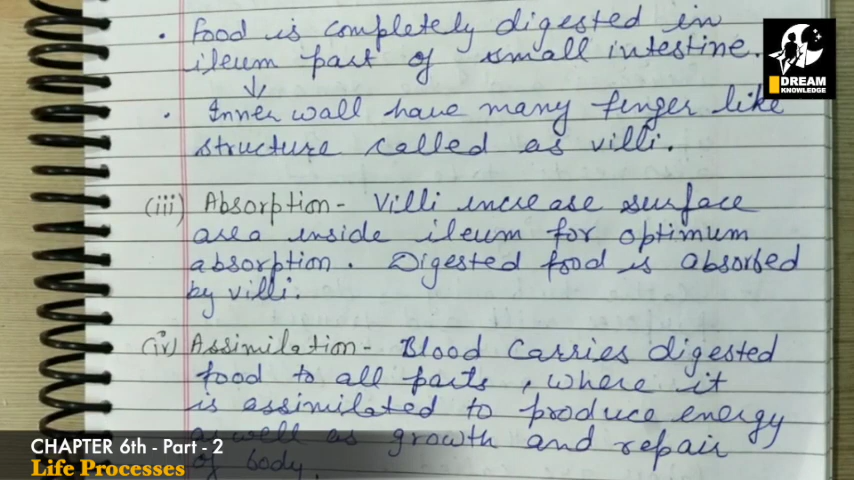 • Food is completely digested in
ileum part of small intestine.
↓
• Inner wall have many finger like
structure called as villi.
(iii) Absorption - Villi increase surface
area inside ileum for optimum
absorption. Digested food is absorbed
by villi.
(iv) Assimilation - Blood carries digested
food to all parts, where it
is assimilated to produce energy
as well as growth and repair
of body.
DREAM
KNOWLEDGE
CHAPTER 6th - Part - 2
Life Processes